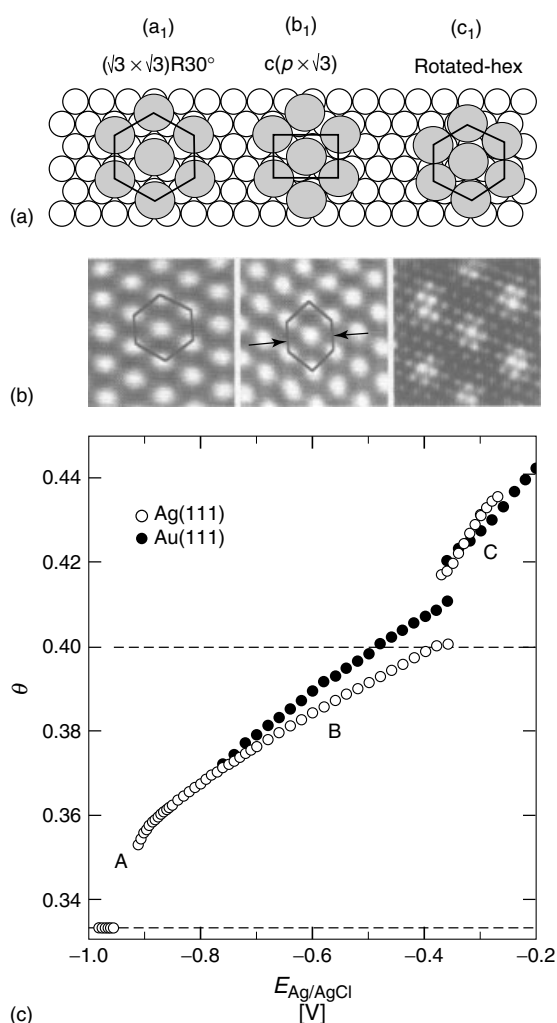 (a₁) (b₁) (c₁)
(√3 × √3)R30° c(p × √3) Rotated-hex
(a)
(b)
0.44
Ag(111)
Au(111)
C
0.42
0.40
θ
B
0.38
0.36
A
0.34
−1.0 −0.8 −0.6 −0.4 −0.2
E Ag/AgCl
[V]
(c)